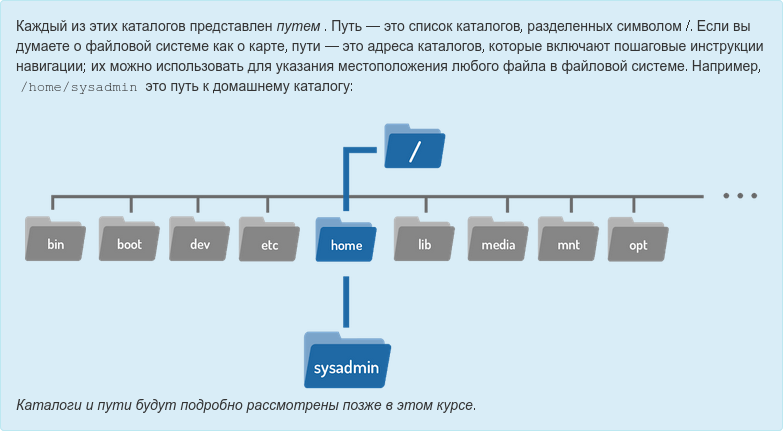 Каждый из этих каталогов представлен путем . Путь — это список каталогов, разделенных символом /. Если вы
думаете о файловой системе как о карте, пути — это адреса каталогов, которые включают пошаговые инструкции
навигации; их можно использовать для указания местоположения любого файла в файловой системе. Например,
/home/sysadmin это путь к домашнему каталогу:
/
bin boot dev etc home lib media mnt opt
sysadmin
Каталоги и пути будут подробно рассмотрены позже в этом курсе.